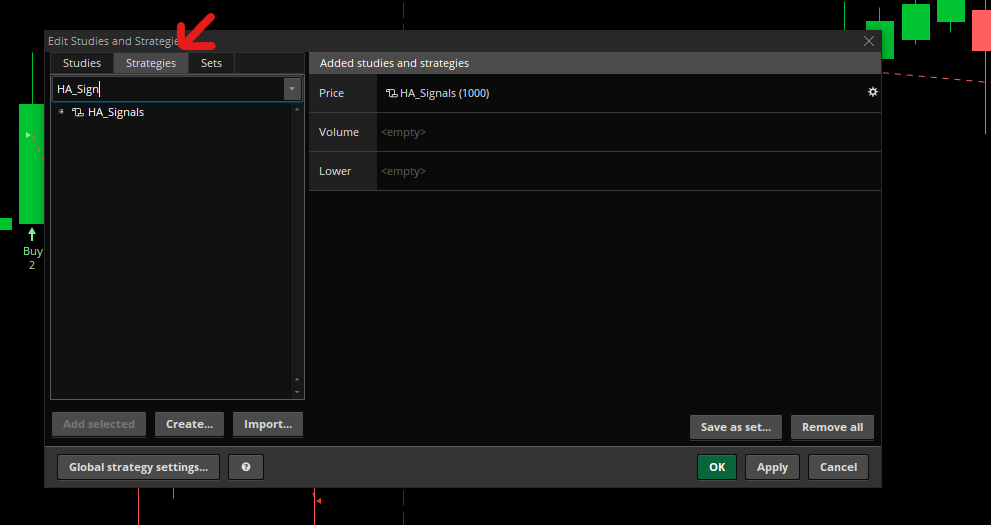 Edit Studies and Strategie
Studies Strategies Sets
HA_Sign
HA_Signals
Added studies and strategies
Price HA_Signals (1000)
Volume <empty>
Lower <empty>
Buy
2
Add selected Create... Import...
Save as set... Remove all
Global strategy settings... ?
OK Apply Cancel